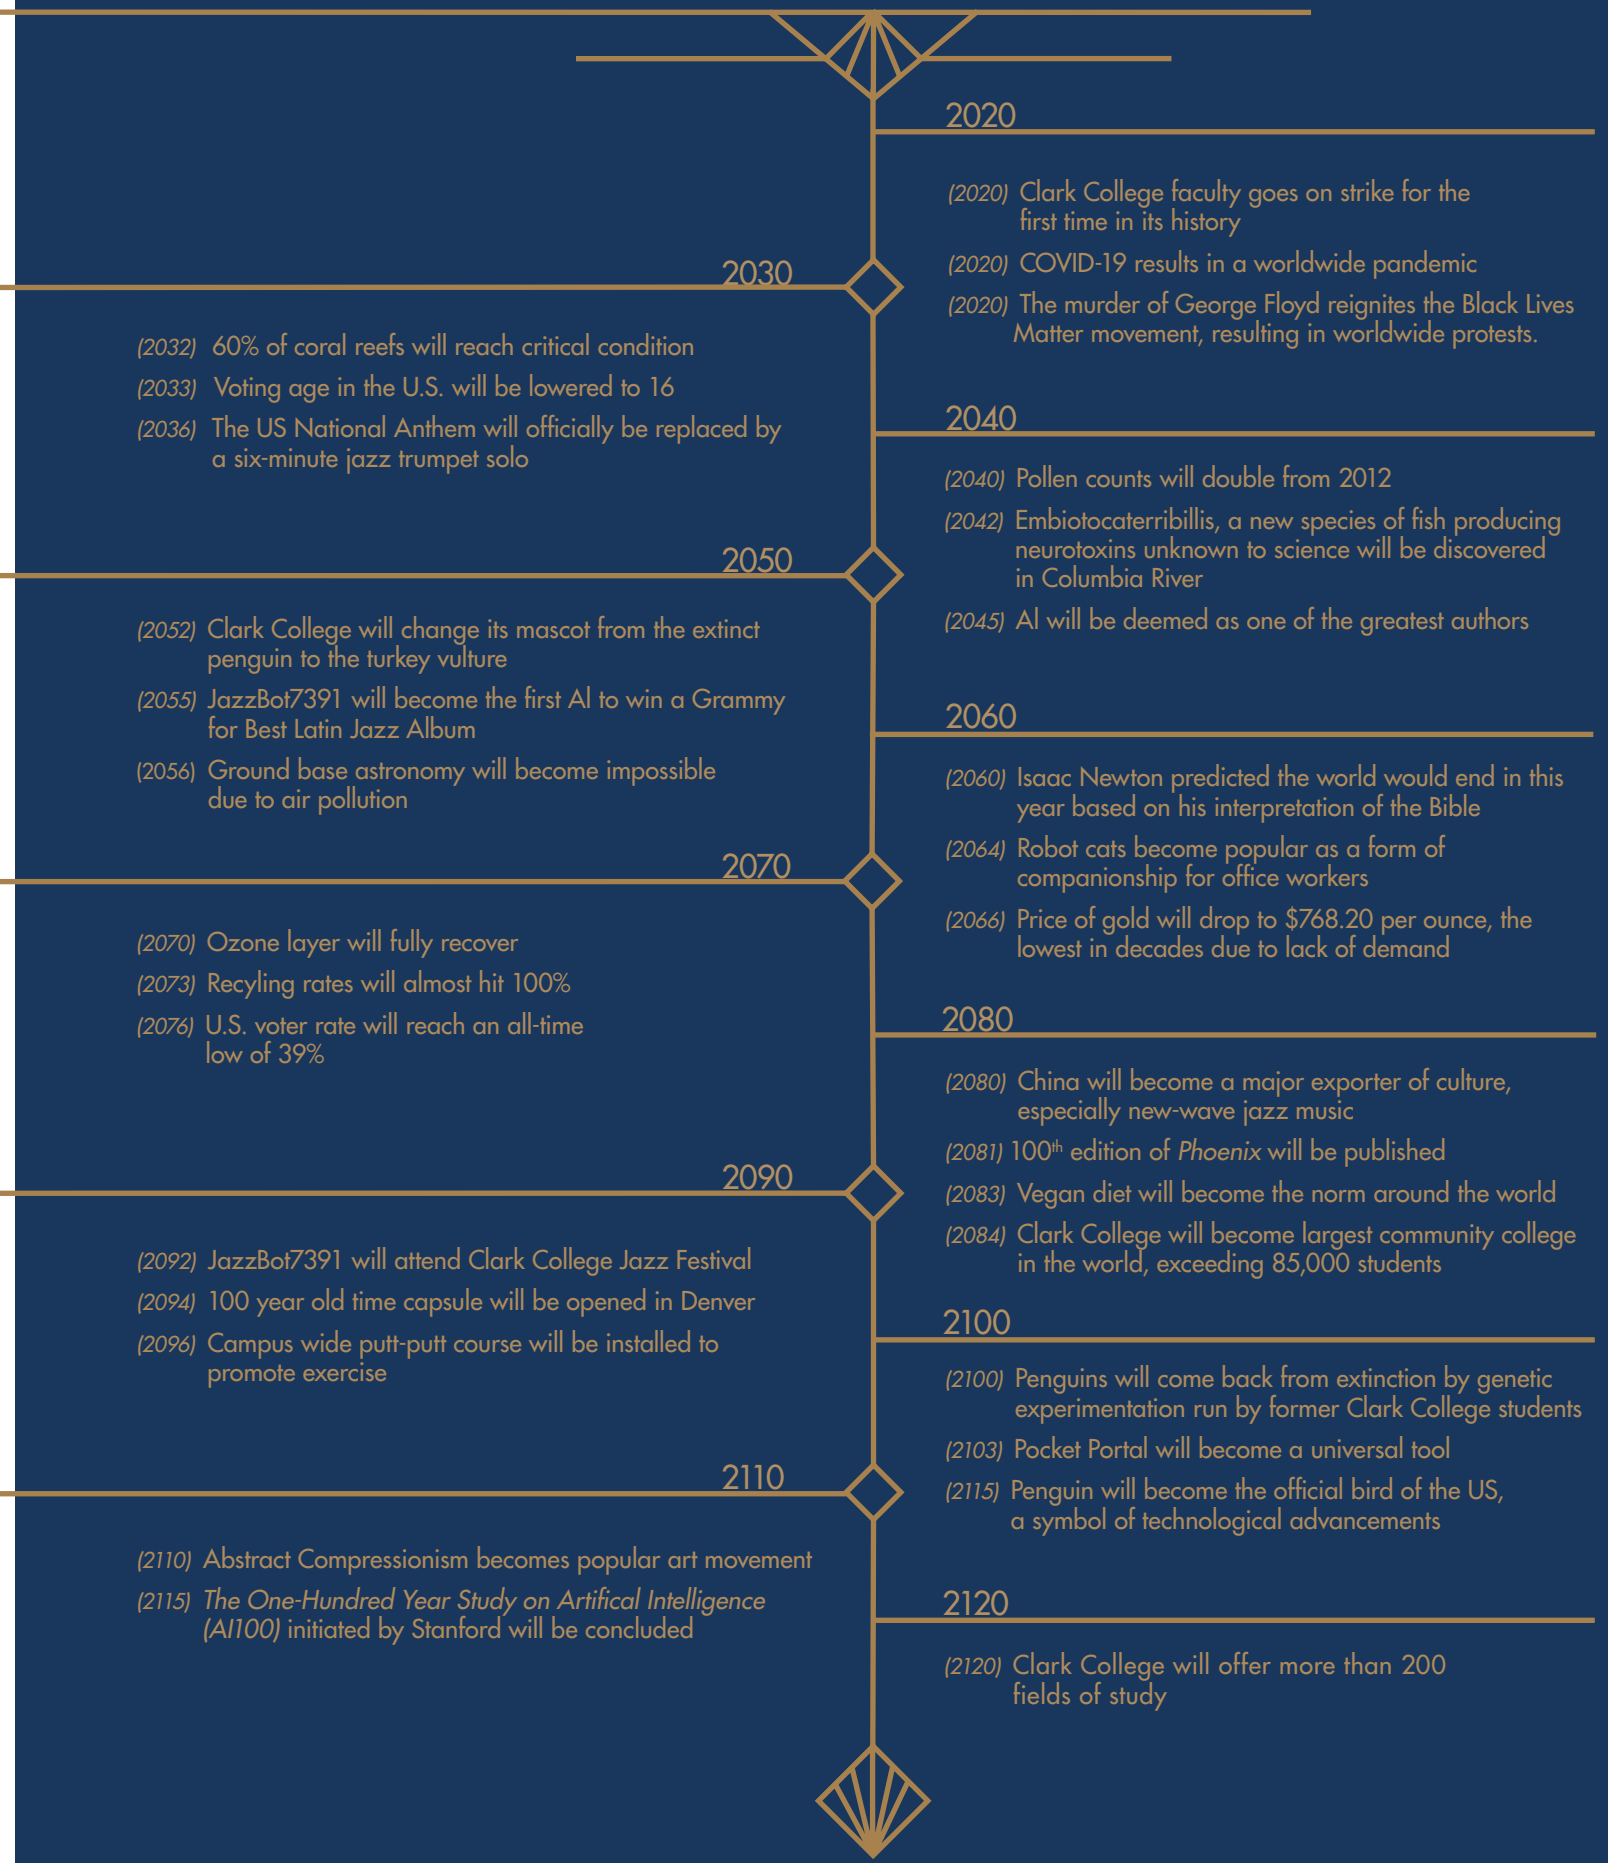 2020
(2020) Clark College faculty goes on strike for the
first time in its history
(2020) COVID-19 results in a worldwide pandemic
(2020) The murder of George Floyd reignites the Black Lives
Matter movement, resulting in worldwide protests.
2030
(2032) 60% of coral reefs will reach critical condition
(2033) Voting age in the U.S. will be lowered to 16
(2036) The US National Anthem will officially be replaced by
a six-minute jazz trumpet solo
2040
(2040) Pollen counts will double from 2012
(2042) Embiotocaterribillis, a new species of fish producing
neurotoxins unknown to science will be discovered
in Columbia River
(2045) AI will be deemed as one of the greatest authors
2050
(2052) Clark College will change its mascot from the extinct
penguin to the turkey vulture
(2055) JazzBot7391 will become the first AI to win a Grammy
for Best Latin Jazz Album
(2056) Ground base astronomy will become impossible
due to air pollution
2060
(2060) Isaac Newton predicted the world would end in this
year based on his interpretation of the Bible
(2064) Robot cats become popular as a form of
companionship for office workers
(2066) Price of gold will drop to $768.20 per ounce, the
lowest in decades due to lack of demand
2070
(2070) Ozone layer will fully recover
(2073) Recyling rates will almost hit 100%
(2076) U.S. voter rate will reach an all-time
low of 39%
2080
(2080) China will become a major exporter of culture,
especially new-wave jazz music
(2081) 100th edition of Phoenix will be published
(2083) Vegan diet will become the norm around the world
(2084) Clark College will become largest community college
in the world, exceeding 85,000 students
2090
(2092) JazzBot7391 will attend Clark College Jazz Festival
(2094) 100 year old time capsule will be opened in Denver
(2096) Campus wide putt-putt course will be installed to
promote exercise
2100
(2100) Penguins will come back from extinction by genetic
experimentation run by former Clark College students
(2103) Pocket Portal will become a universal tool
(2115) Penguin will become the official bird of the US,
a symbol of technological advancements
2110
(2110) Abstract Compressionism becomes popular art movement
(2115) The One-Hundred Year Study on Artifical Intelligence
(AI100) initiated by Stanford will be concluded
2120
(2120) Clark College will offer more than 200
fields of study